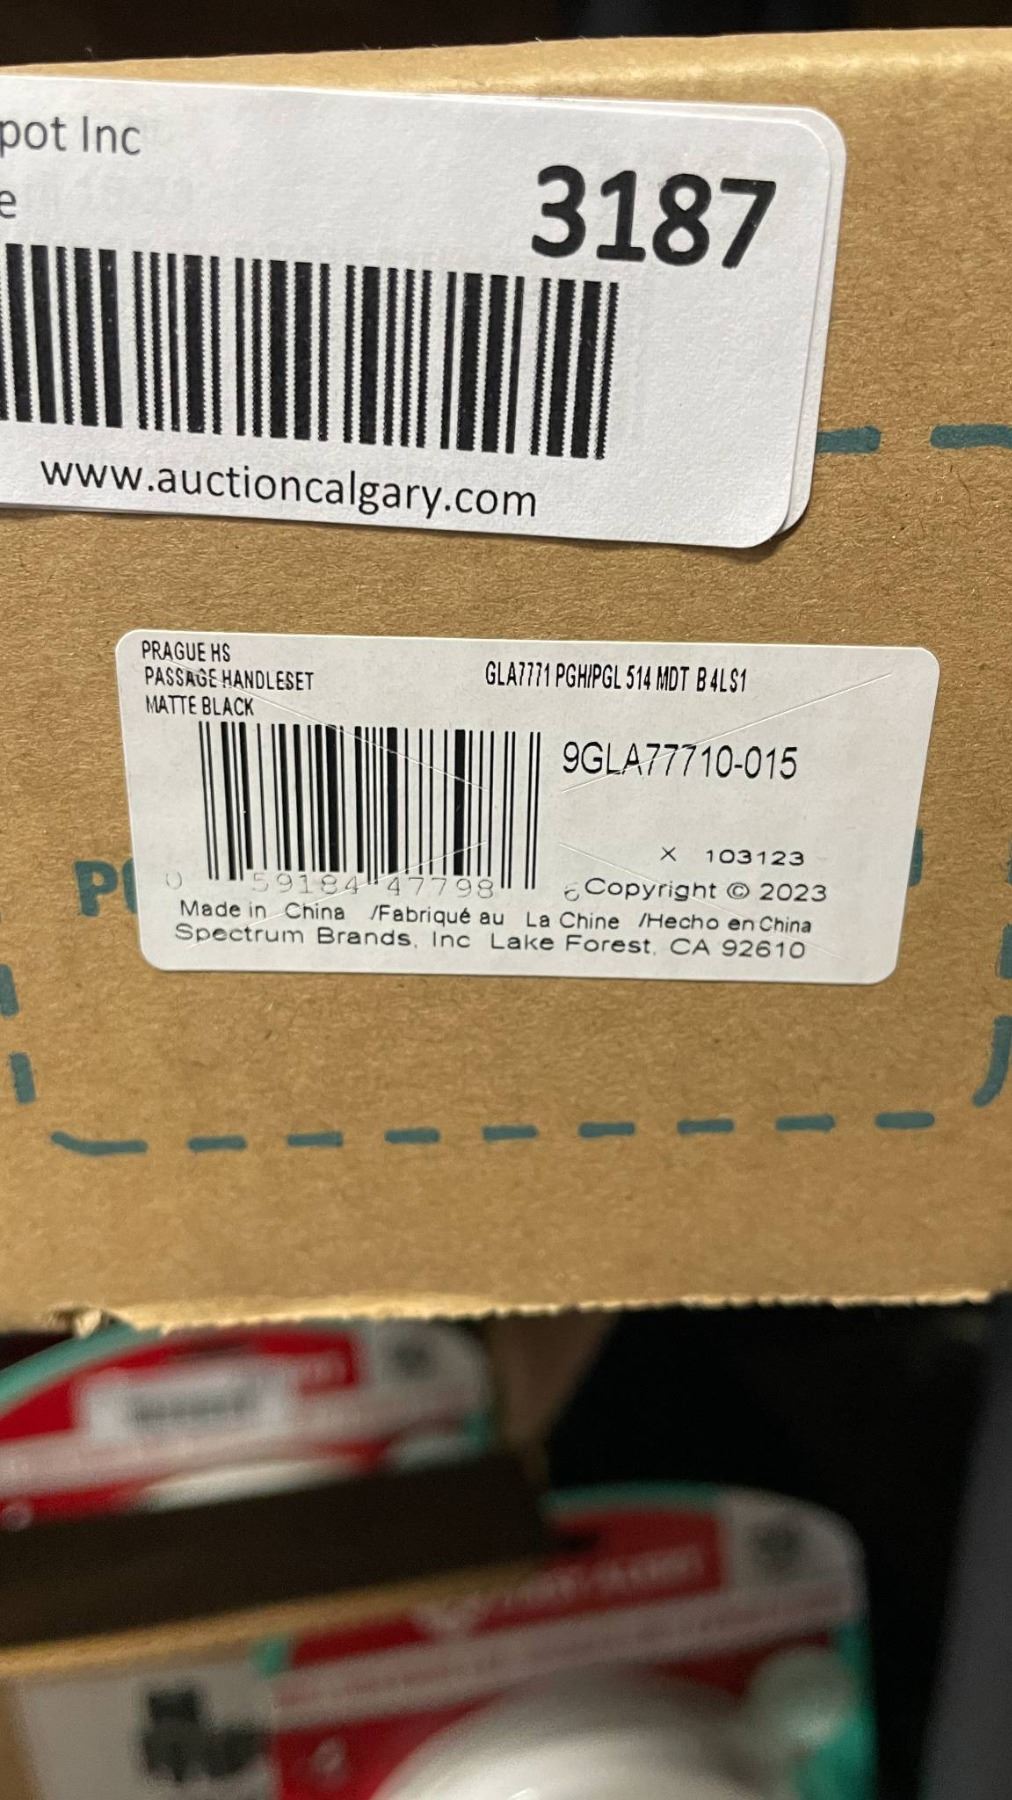 pot Inc
e
3187
www.auctioncalgary.com
PRAGUE HS
PASSAGE HANDLESET
MATTE BLACK
GLA7771 PGH/PGL 514 MDT B 4LS1
9GLA77710-015
X 103123
0 59184 47798 6
Copyright © 2023
Made in China /Fabriqué au La Chine /Hecho en China
Spectrum Brands, Inc Lake Forest, CA 92610